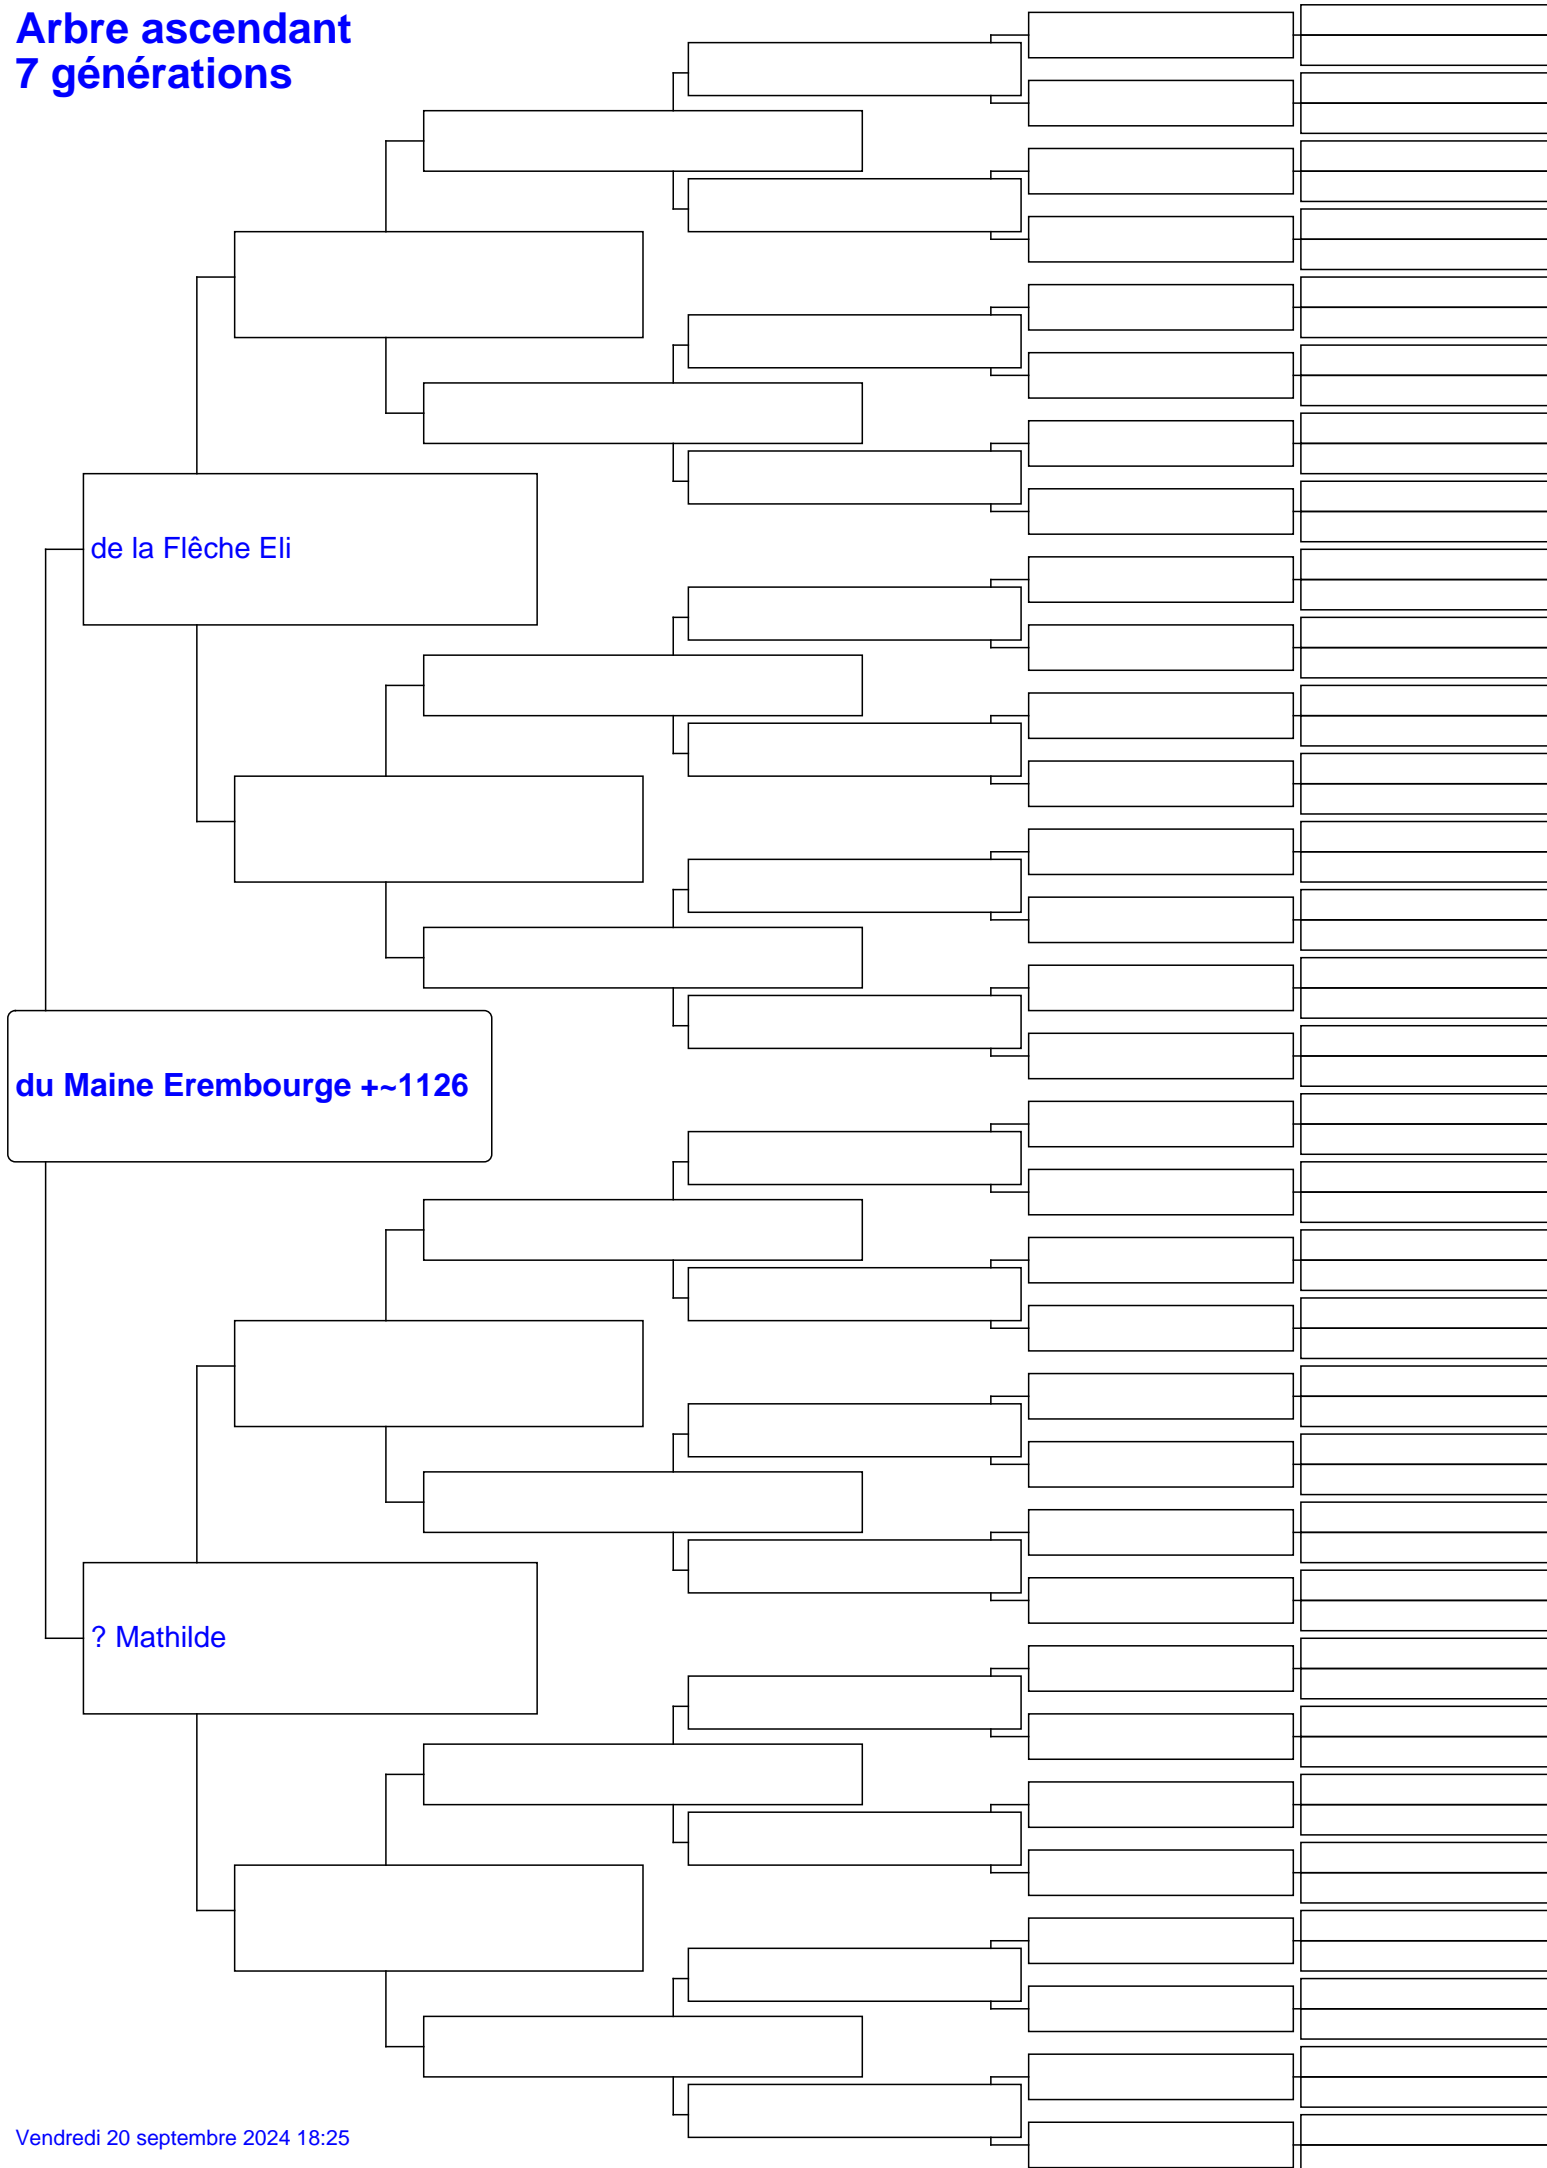 Arbre ascendant
7 générations
de la Flêche Eli
du Maine Erembourge +~1126
? Mathilde
Vendredi 20 septembre 2024 18:25